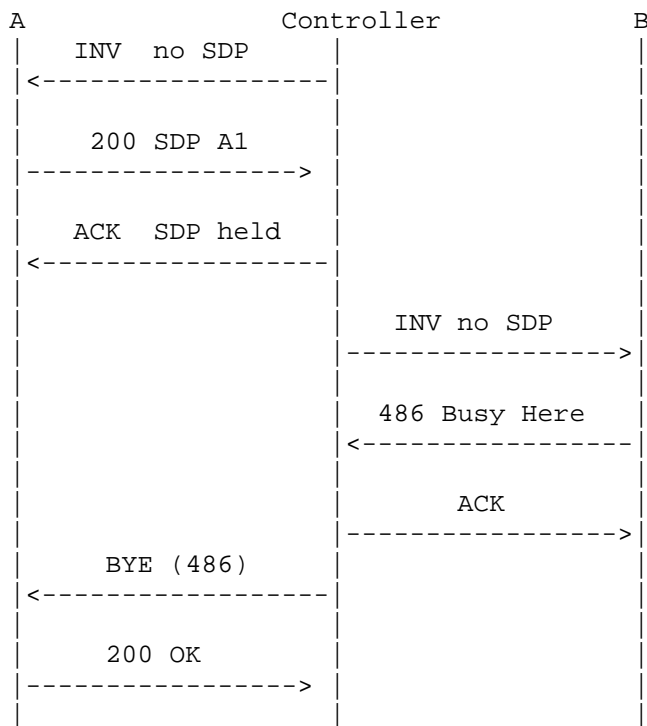 A Controller B
INV no SDP
200 SDP A1
ACK SDP held
INV no SDP
486 Busy Here
ACK
BYE (486)
200 OK